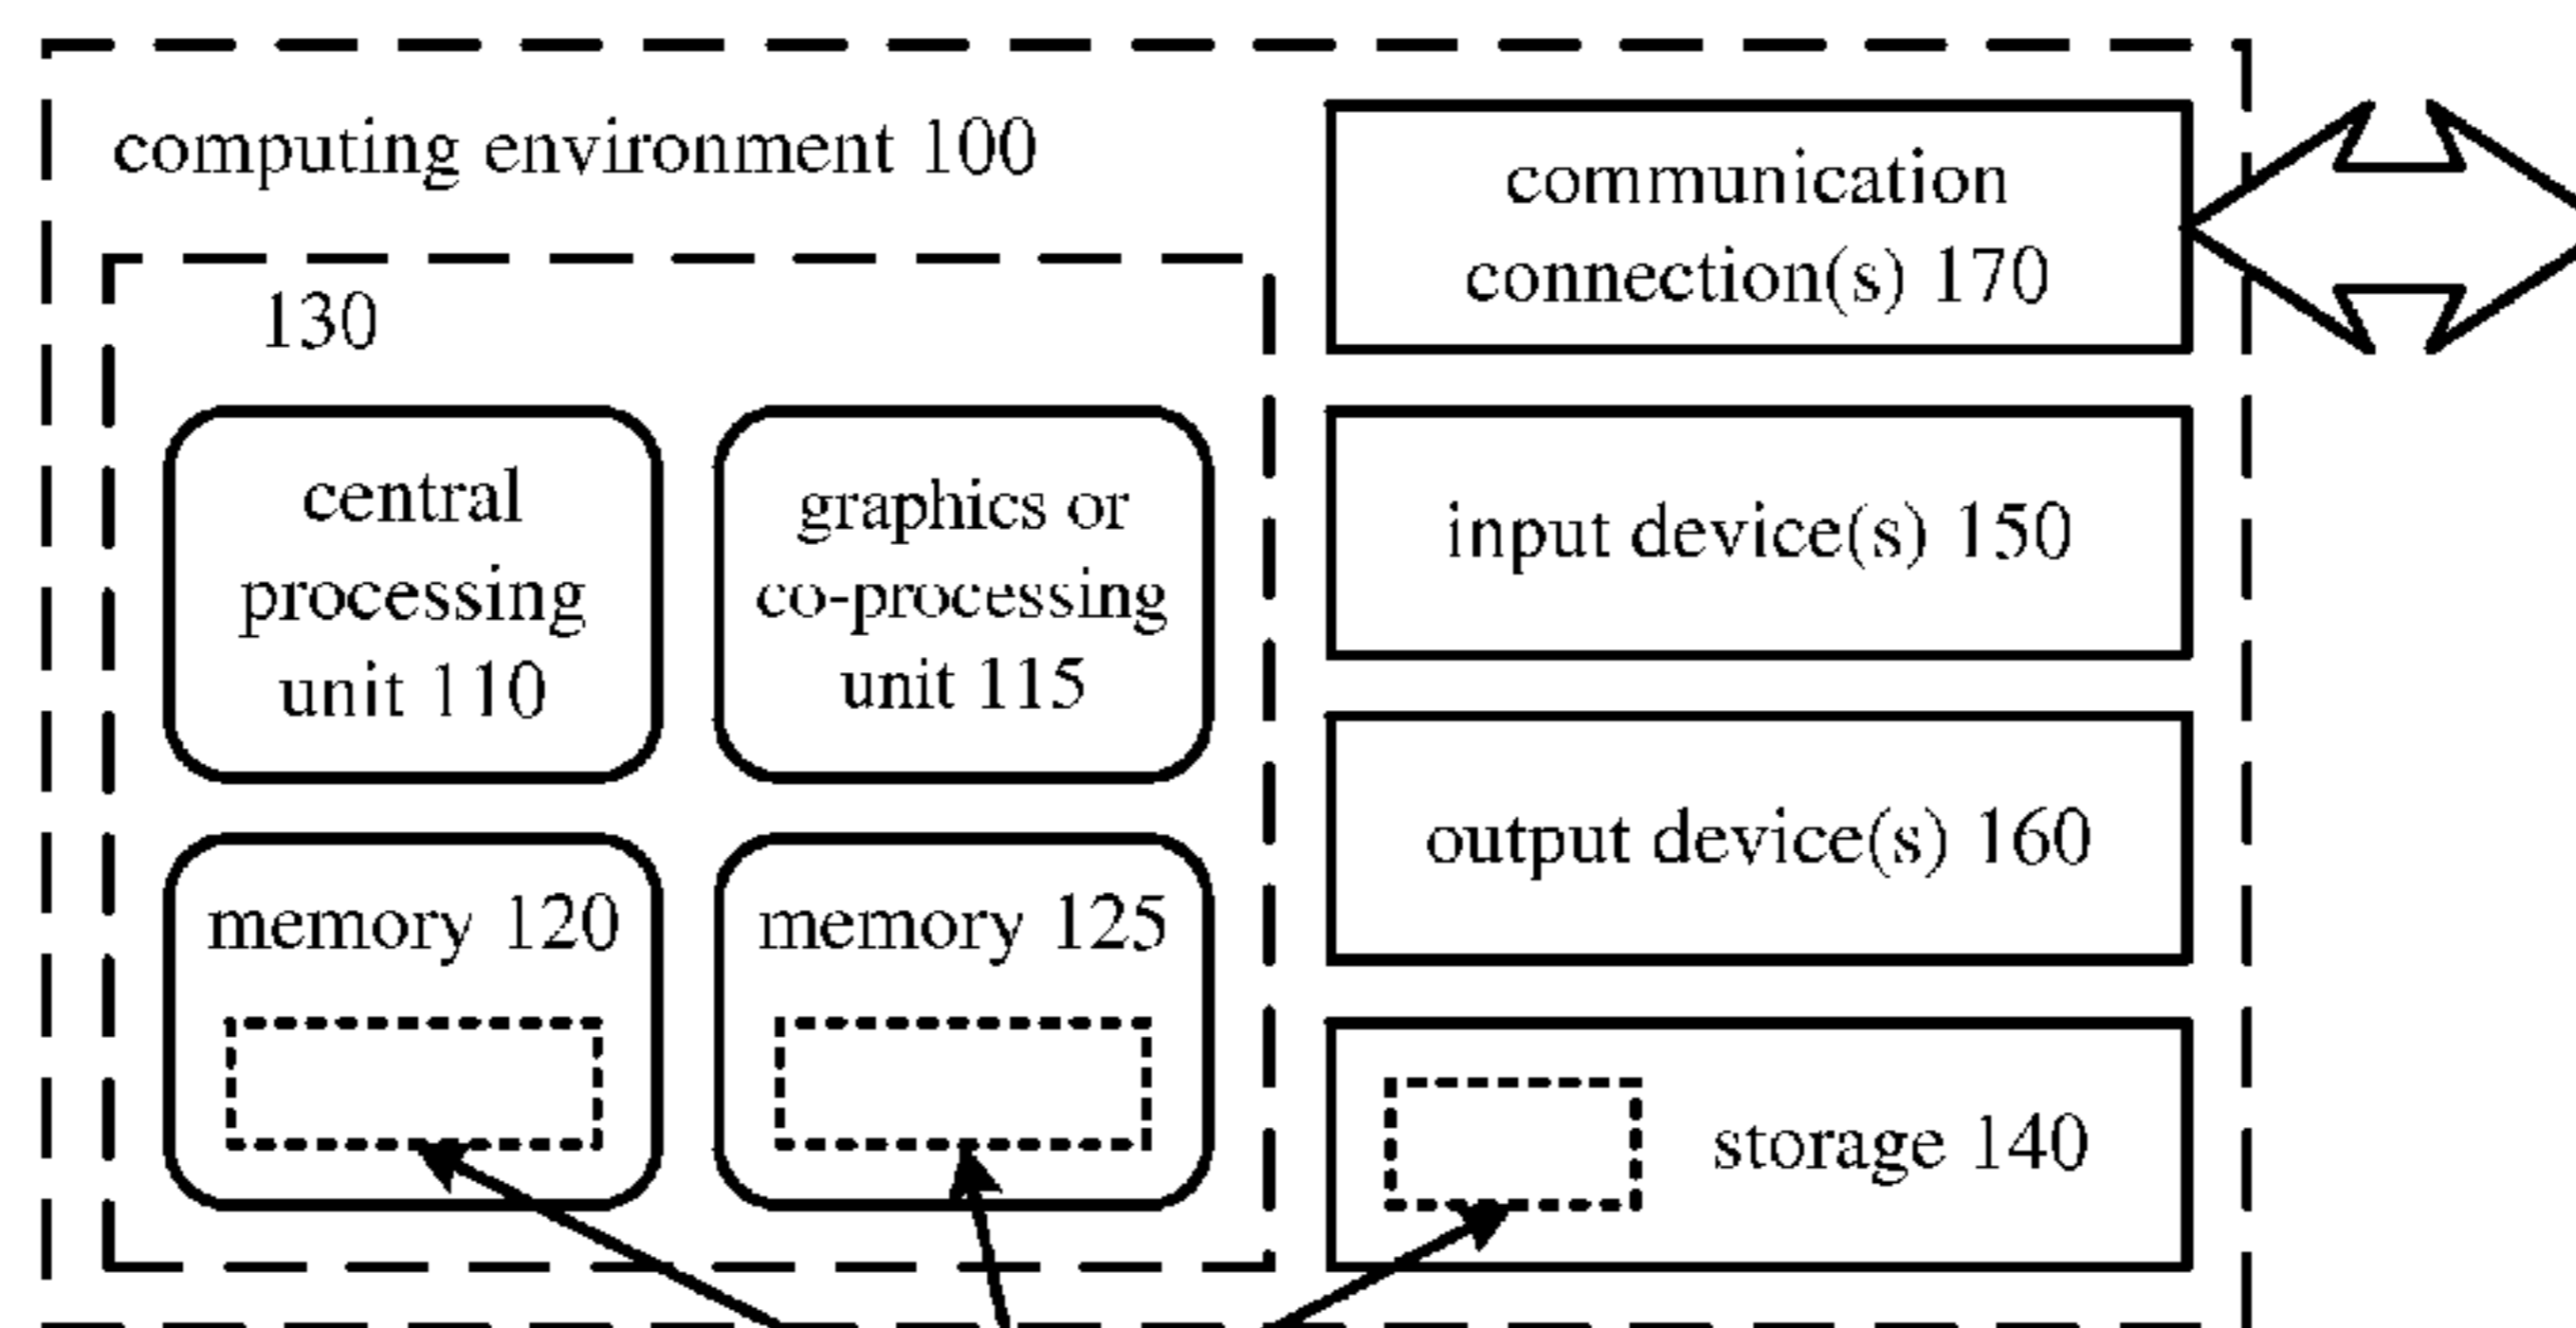 computing environment 100
130
central
processing
unit 110
graphics or
co-processing
unit 115
memory 120
memory 125
communication
connection(s) 170
input device(s) 150
output device(s) 160
storage 140